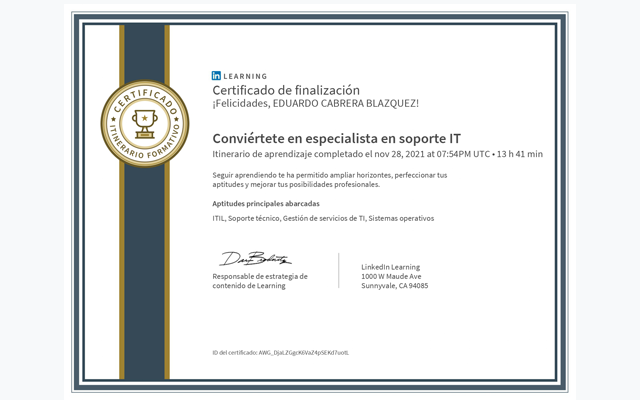 CERTIFICADO
ITINERARIO FORMATIVO
in LEARNING
Certificado de finalización
¡Felicidades, EDUARDO CABRERA BLAZQUEZ!
Conviértete en especialista en soporte IT
Itinerario de aprendizaje completado el nov 28, 2021 at 07:54PM UTC • 13 h 41 min
Seguir aprendiendo te ha permitido ampliar horizontes, perfeccionar tus
aptitudes y mejorar tus posibilidades profesionales.
Aptitudes principales abarcadas
ITIL, Soporte técnico, Gestión de servicios de TI, Sistemas operativos
Responsable de estrategia de
contenido de Learning
LinkedIn Learning
1000 W Maude Ave
Sunnyvale, CA 94085
ID del certificado: